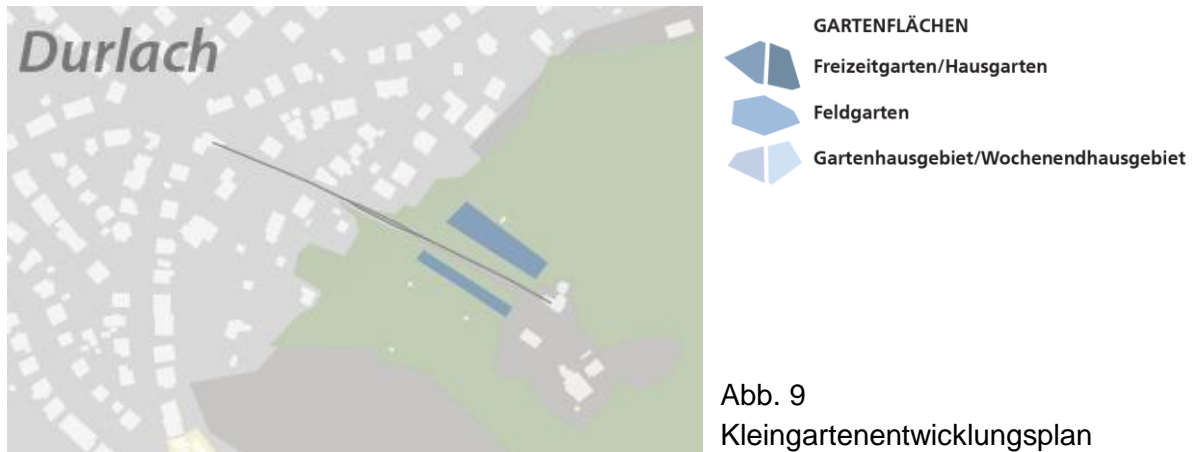 Durlach
GARTENFLÄCHEN
Freizeitgarten/Hausgarten
Feldgarten
Gartenhausgebiet/Wochenendhausgebiet
Abb. 9
Kleingartenentwicklungsplan